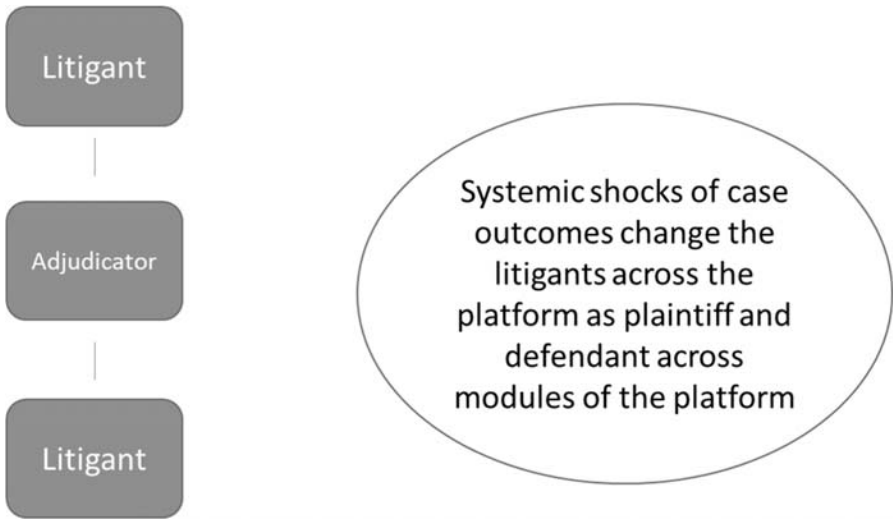 Litigant
Adjudicator
Litigant
Systemic shocks of case
outcomes change the
litigants across the
platform as plaintiff and
defendant across
modules of the platform